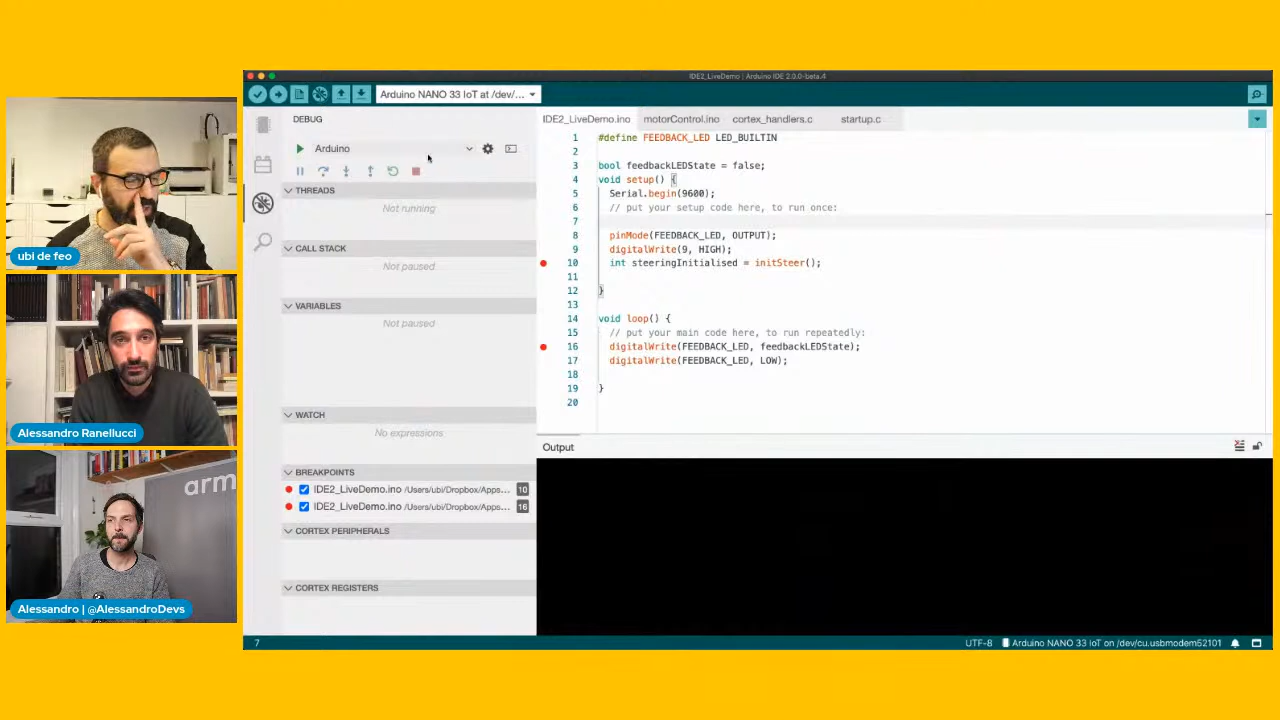 ubi de feo
Alessandro Ranellucci
arm
Alessandro | @AlessandroDevs
IDE2_LiveDemo | Arduino IDE 2.0.0-beta.4
Arduino NANO 33 IoT at /dev/...
DEBUG
Arduino
THREADS
Not running
CALL STACK
Not paused
VARIABLES
Not paused
WATCH
No expressions
BREAKPOINTS
IDE2_LiveDemo.ino /Users/ubi/Dropbox/Apps... 10
IDE2_LiveDemo.ino /Users/ubi/Dropbox/Apps... 16
CORTEX PERIPHERALS
CORTEX REGISTERS
IDE2_LiveDemo.ino motorControl.ino cortex_handlers.c startup.c
1 #define FEEDBACK_LED LED_BUILTIN
2
3 bool feedbackLEDState = false;
4 void setup() {
5 Serial.begin(9600);
6 // put your setup code here, to run once:
7
8 pinMode(FEEDBACK_LED, OUTPUT);
9 digitalWrite(9, HIGH);
10 int steeringInitialised = initSteer();
11
12 }
13
14 void loop() {
15 // put your main code here, to run repeatedly:
16 digitalWrite(FEEDBACK_LED, feedbackLEDState);
17 digitalWrite(FEEDBACK_LED, LOW);
18
19 }
20
Output
7
UTF-8 Arduino NANO 33 IoT on /dev/cu.usbmodem52101